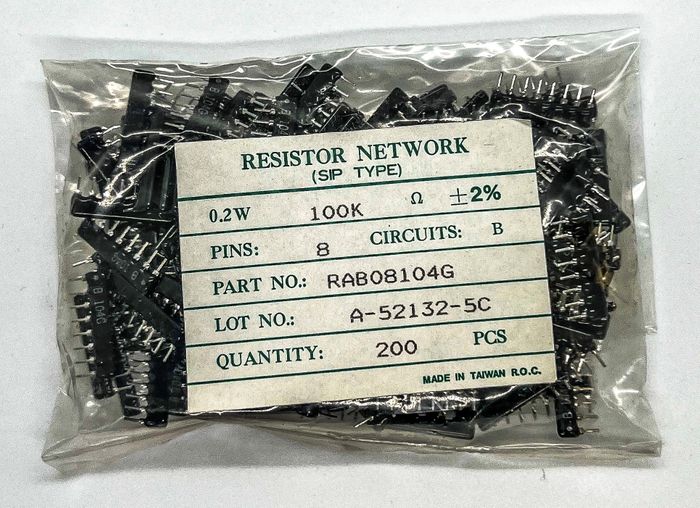 RESISTOR NETWORK
(SIP TYPE)
0.2W 100K Ω ±2%
PINS: 8 CIRCUITS: B
PART NO.: RAB08104G
LOT NO.: A-52132-5C
QUANTITY: 200 PCS
MADE IN TAIWAN R.O.C.